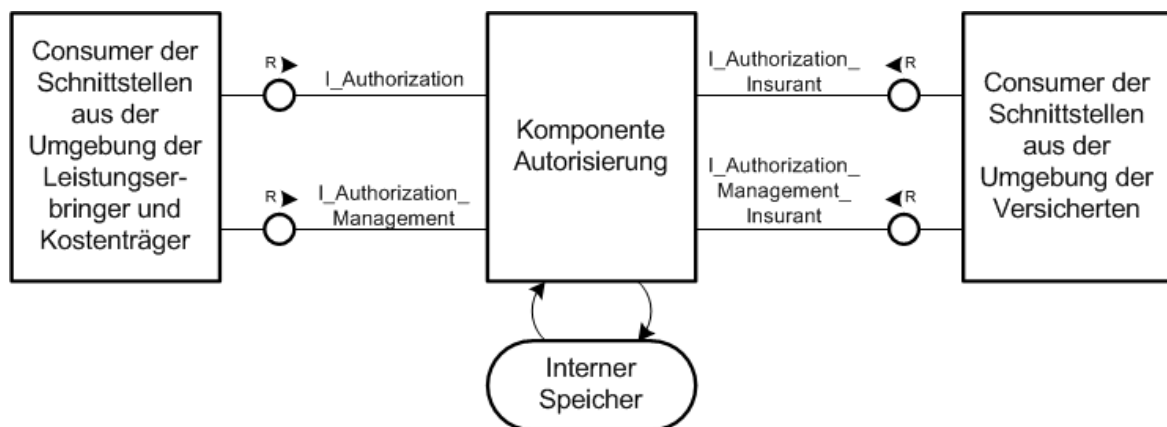 Consumer der
Schnittstellen
aus der
Umgebung der
Leistungser-
bringer und
Kostenträger
R
I_Authorization
R
I_Authorization_
Management
Komponente
Autorisierung
I_Authorization_
Insurant
R
I_Authorization_
Management_
Insurant
R
Consumer der
Schnittstellen
aus der
Umgebung der
Versicherten
Interner
Speicher